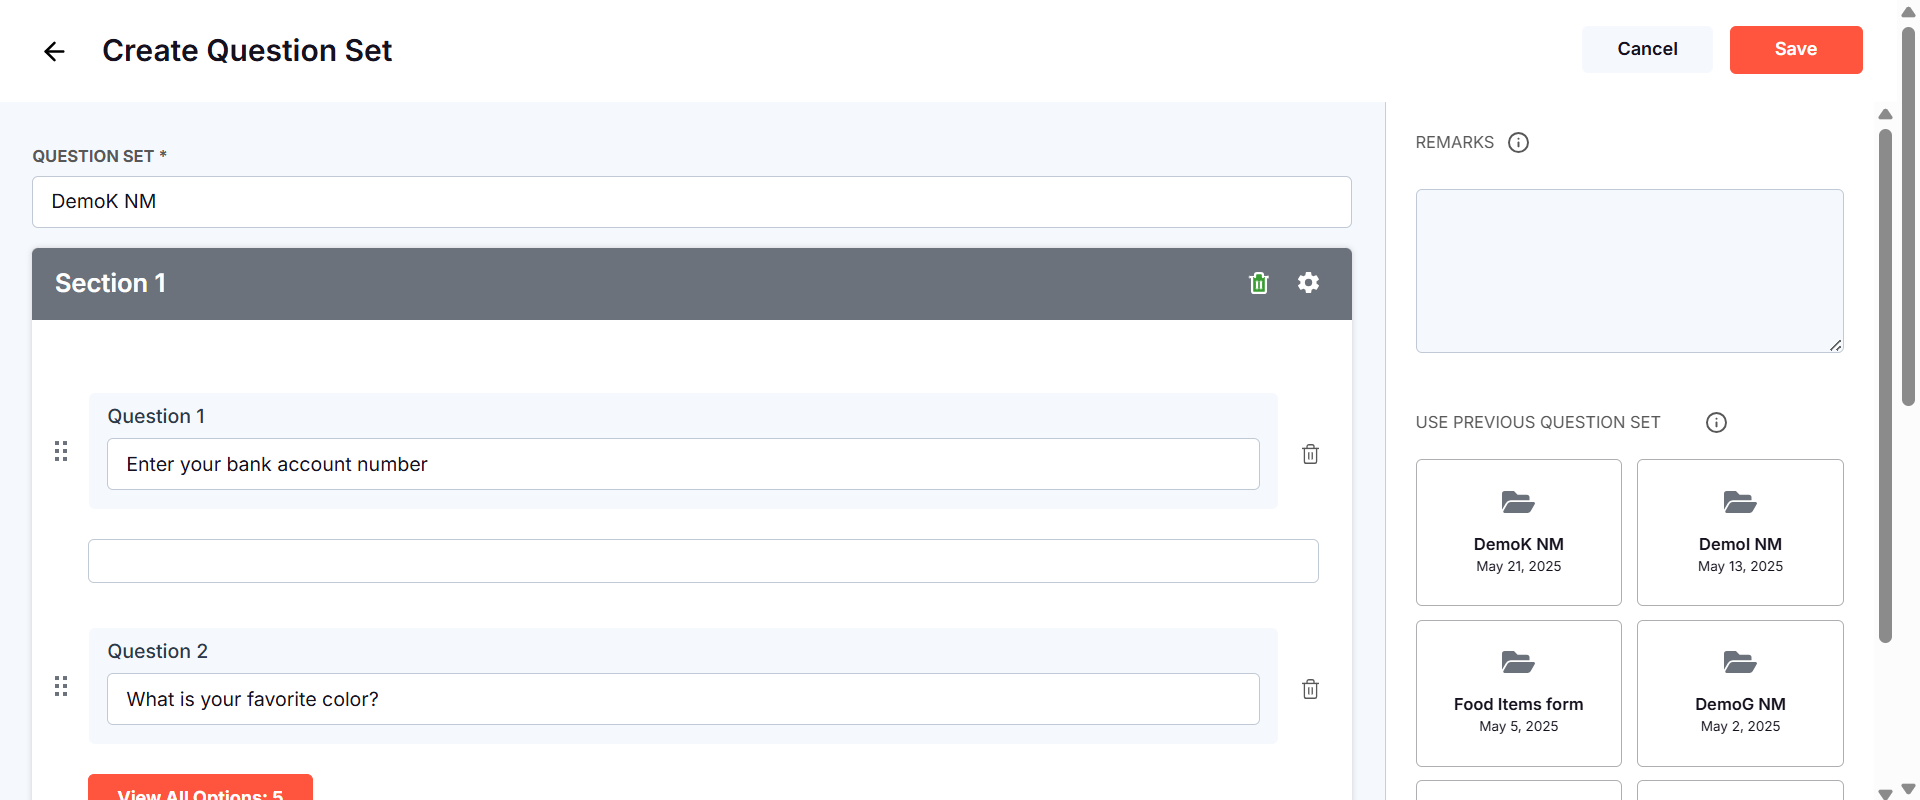 Create Question Set
Cancel
Save
QUESTION SET *
DemoK NM
Section 1
Question 1
Enter your bank account number
Question 2
What is your favorite color?
View All Options: 5
REMARKS
USE PREVIOUS QUESTION SET
DemoK NM
May 21, 2025
DemoI NM
May 13, 2025
Food Items form
May 5, 2025
DemoG NM
May 2, 2025